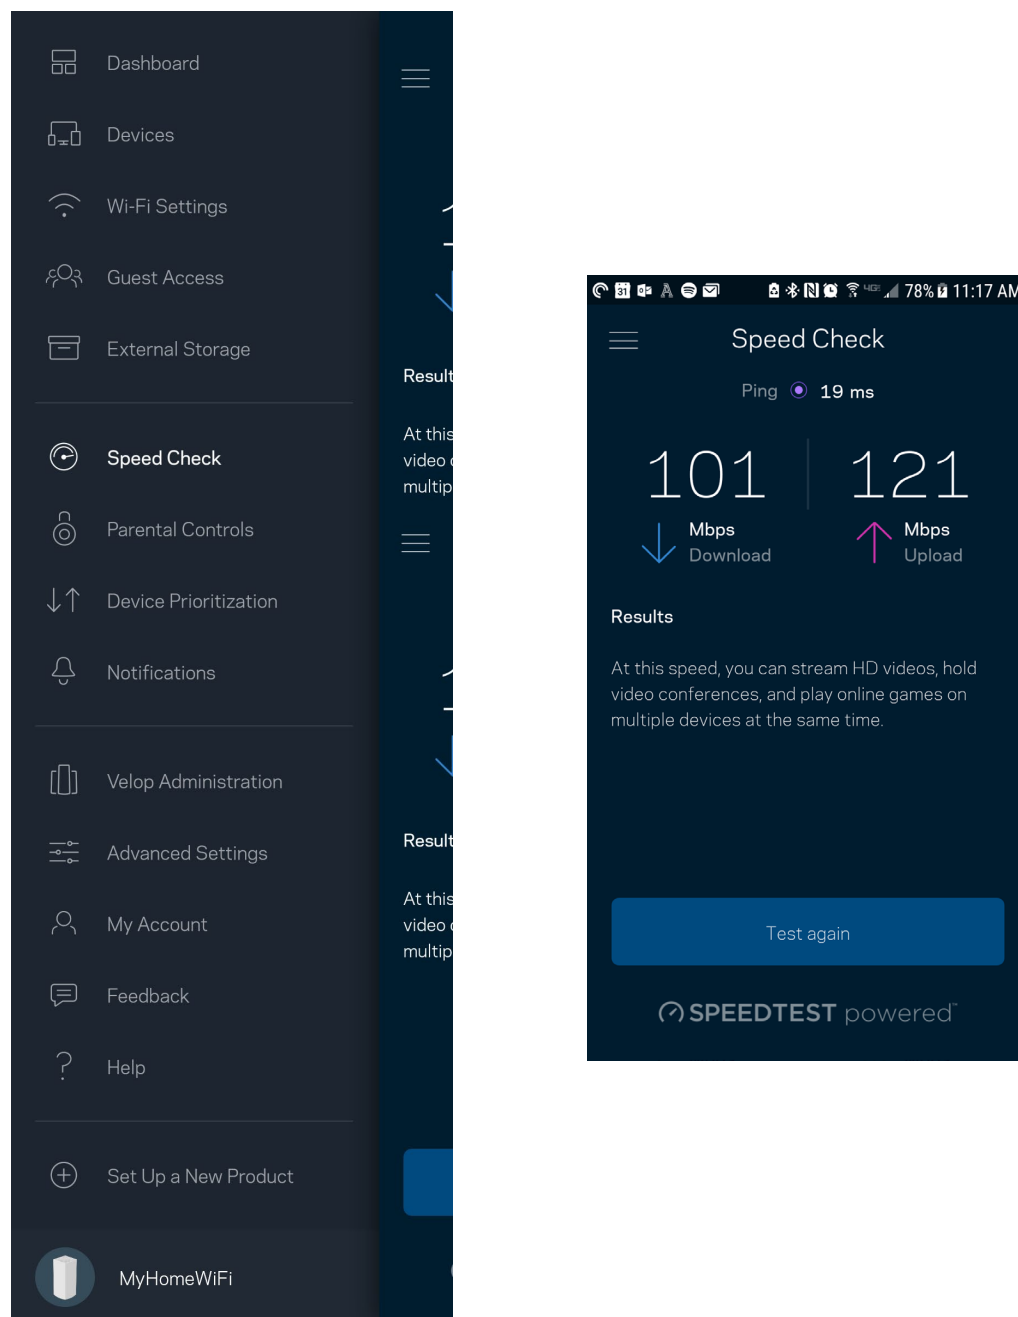 Dashboard
Devices
Wi-Fi Settings
Guest Access
External Storage
Speed Check
Parental Controls
Device Prioritization
Notifications
Velop Administration
Advanced Settings
My Account
Feedback
Help
Set Up a New Product
MyHomeWiFi
Result
At this
video
multip
Result
At this
video
multip
31
4G
78% 11:17 AM
Speed Check
Ping 19 ms
101 121
Mbps Mbps
Download Upload
Results
At this speed, you can stream HD videos, hold
video conferences, and play online games on
multiple devices at the same time.
Test again
SPEEDTEST powered™